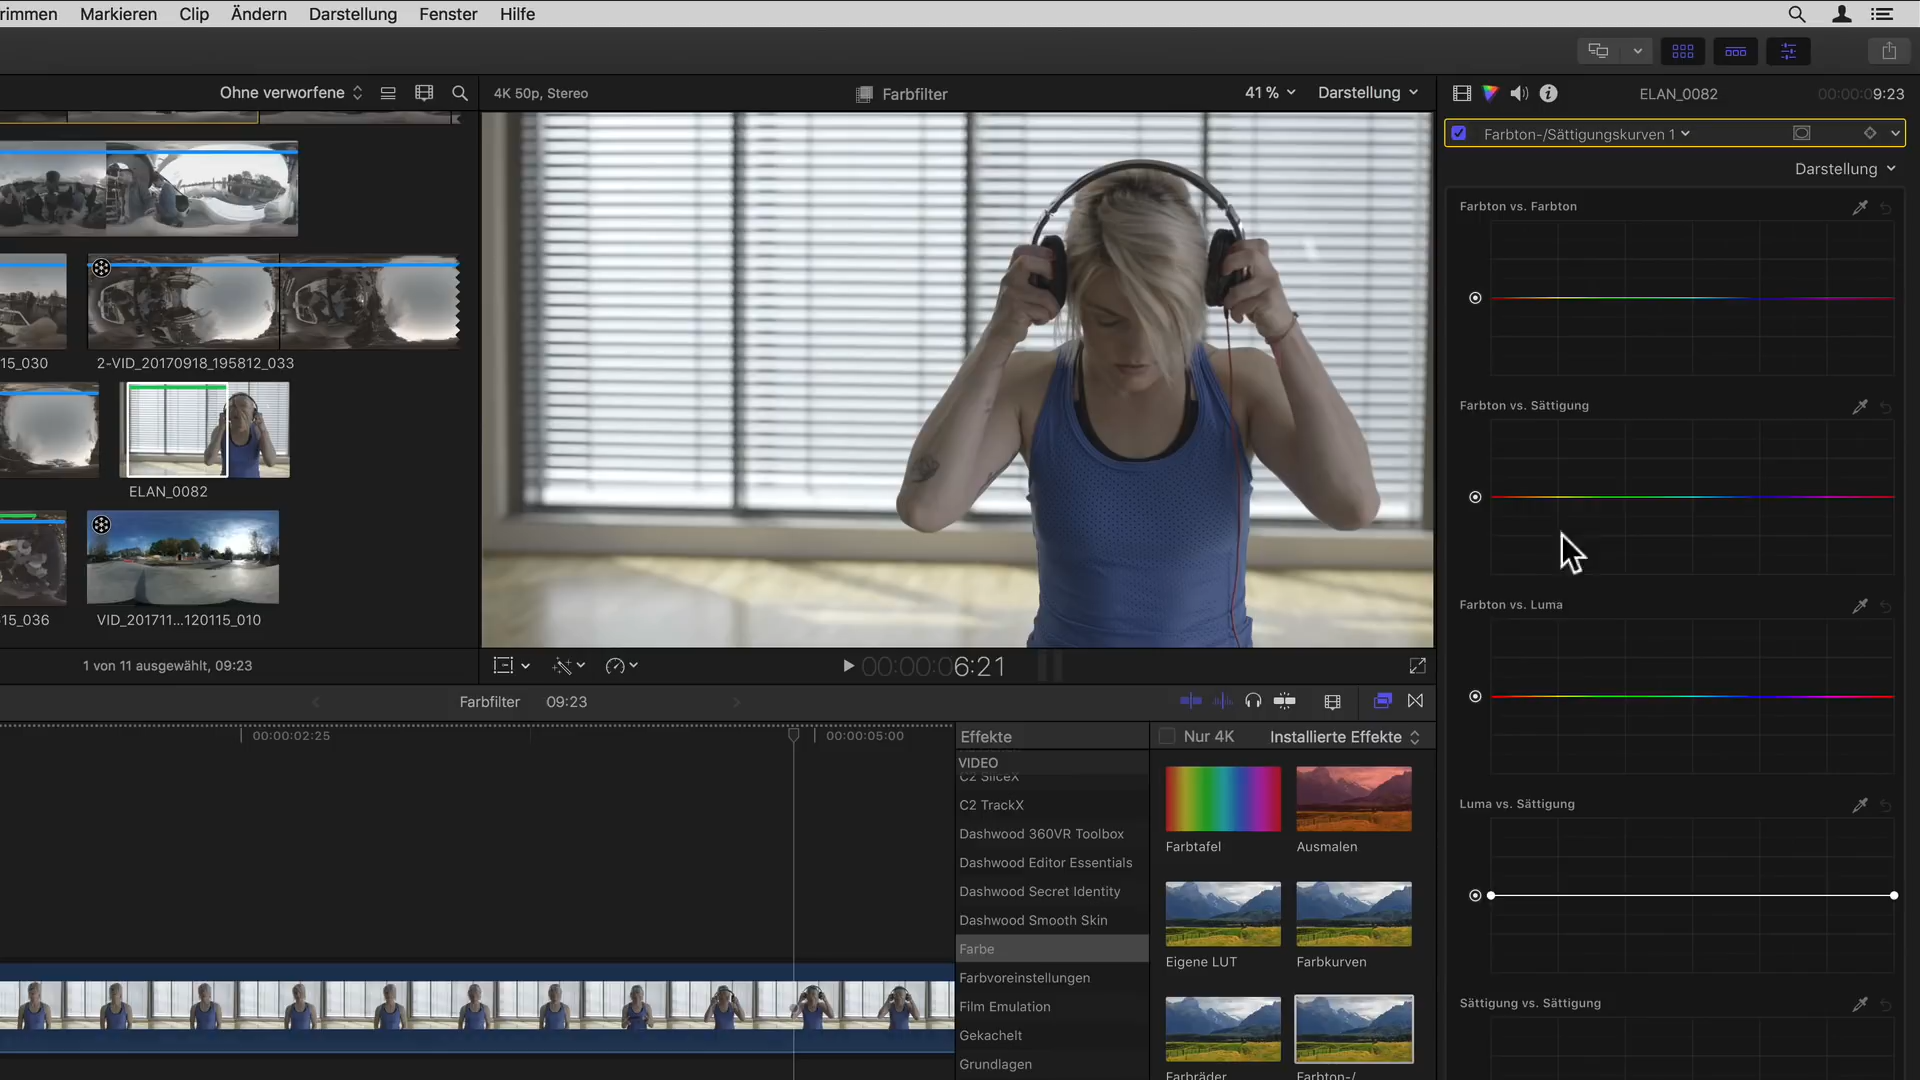 rimmen Markieren Clip Ändern Darstellung Fenster Hilfe
Ohne verworfene
4K 50p, Stereo
Farbfilter
41 %
Darstellung
ELAN_0082
00:00:09:23
Farbton-/Sättigungskurven 1
Darstellung
Farbton vs. Farbton
Farbton vs. Sättigung
Farbton vs. Luma
Luma vs. Sättigung
Sättigung vs. Sättigung
15_030
2-VID_20170918_195812_033
ELAN_0082
15_036
VID_201711...120115_010
1 von 11 ausgewählt, 09:23
00:00:06:21
Farbfilter 09:23
00:00:02:25
00:00:05:00
Effekte
Nur 4K
Installierte Effekte
VIDEO
C2 SliceX
C2 TrackX
Dashwood 360VR Toolbox
Dashwood Editor Essentials
Dashwood Secret Identity
Dashwood Smooth Skin
Farbe
Farbvoreinstellungen
Film Emulation
Gekachelt
Grundlagen
Farbtafel
Ausmalen
Eigene LUT
Farbkurven
Farbräder
Farbton-/